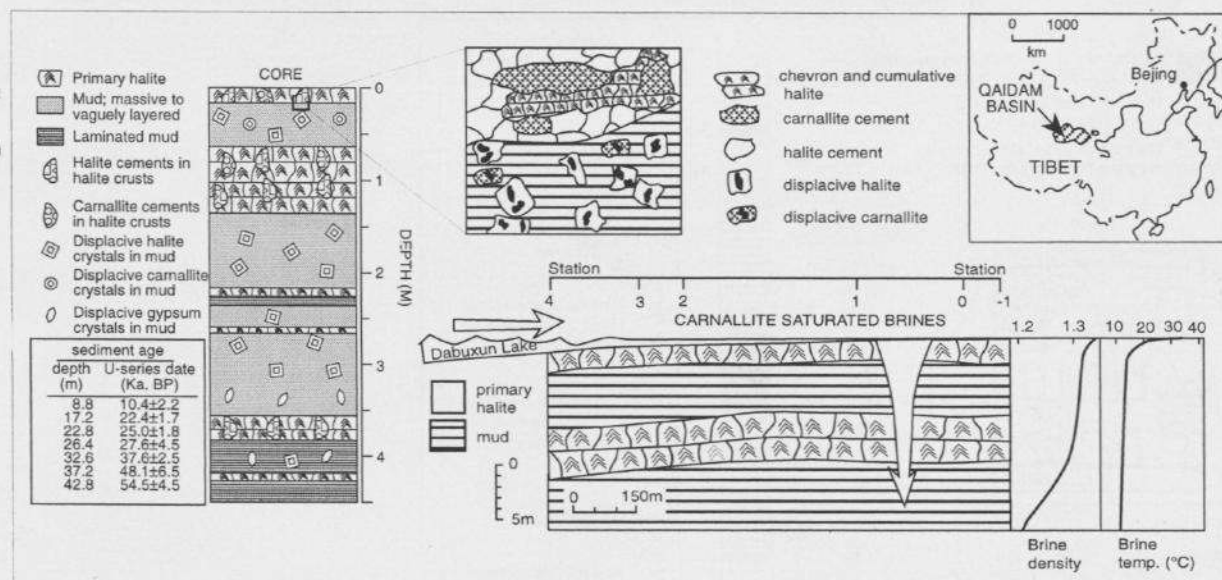 Primary halite
Mud; massive to
vaguely layered
Laminated mud
Halite cements in
halite crusts
Carnallite cements
in halite crusts
Displacive halite
crystals in mud
Displacive carnallite
crystals in mud
Displacive gypsum
crystals in mud
sediment age
depth U-series date
(m) (Ka. BP)
8.8 10.4±2.2
17.2 22.4±1.7
22.8 25.0±1.8
26.4 27.6±4.5
32.6 37.6±2.5
37.2 48.1±6.5
42.8 54.5±4.5
CORE
0
1
2
3
4
DEPTH (M)
chevron and cumulative
halite
carnallite cement
halite cement
displacive halite
displacive carnallite
0 1000
km
Bejing
QAIDAM
BASIN
TIBET
Station Station
4 3 2 1 0 -1
CARNALLITE SATURATED BRINES
Dabuxun Lake
primary
halite
mud
0
5m
0 150m
1.2 1.3 10 20 30 40
Brine
density
Brine
temp. (°C)